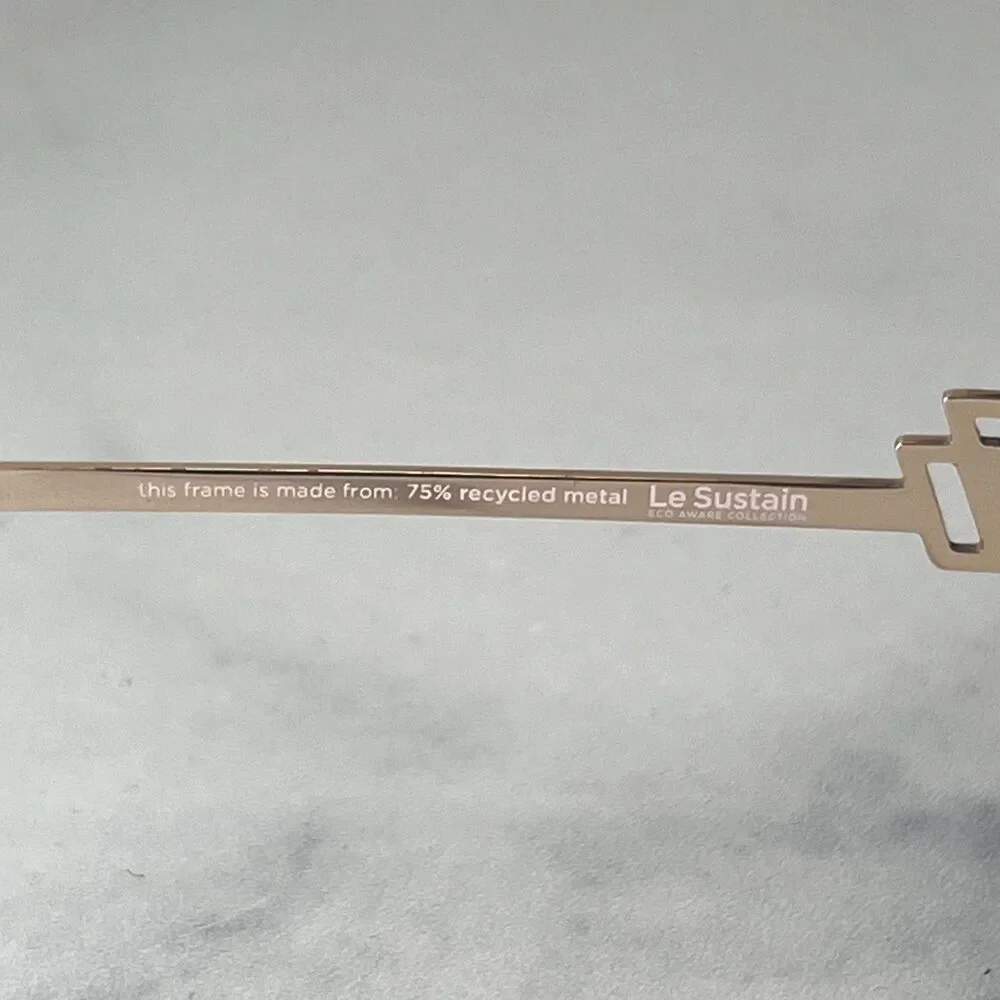 this frame is made from: 75% recycled metal Le Sustain
ECO AWARE COLLECTION